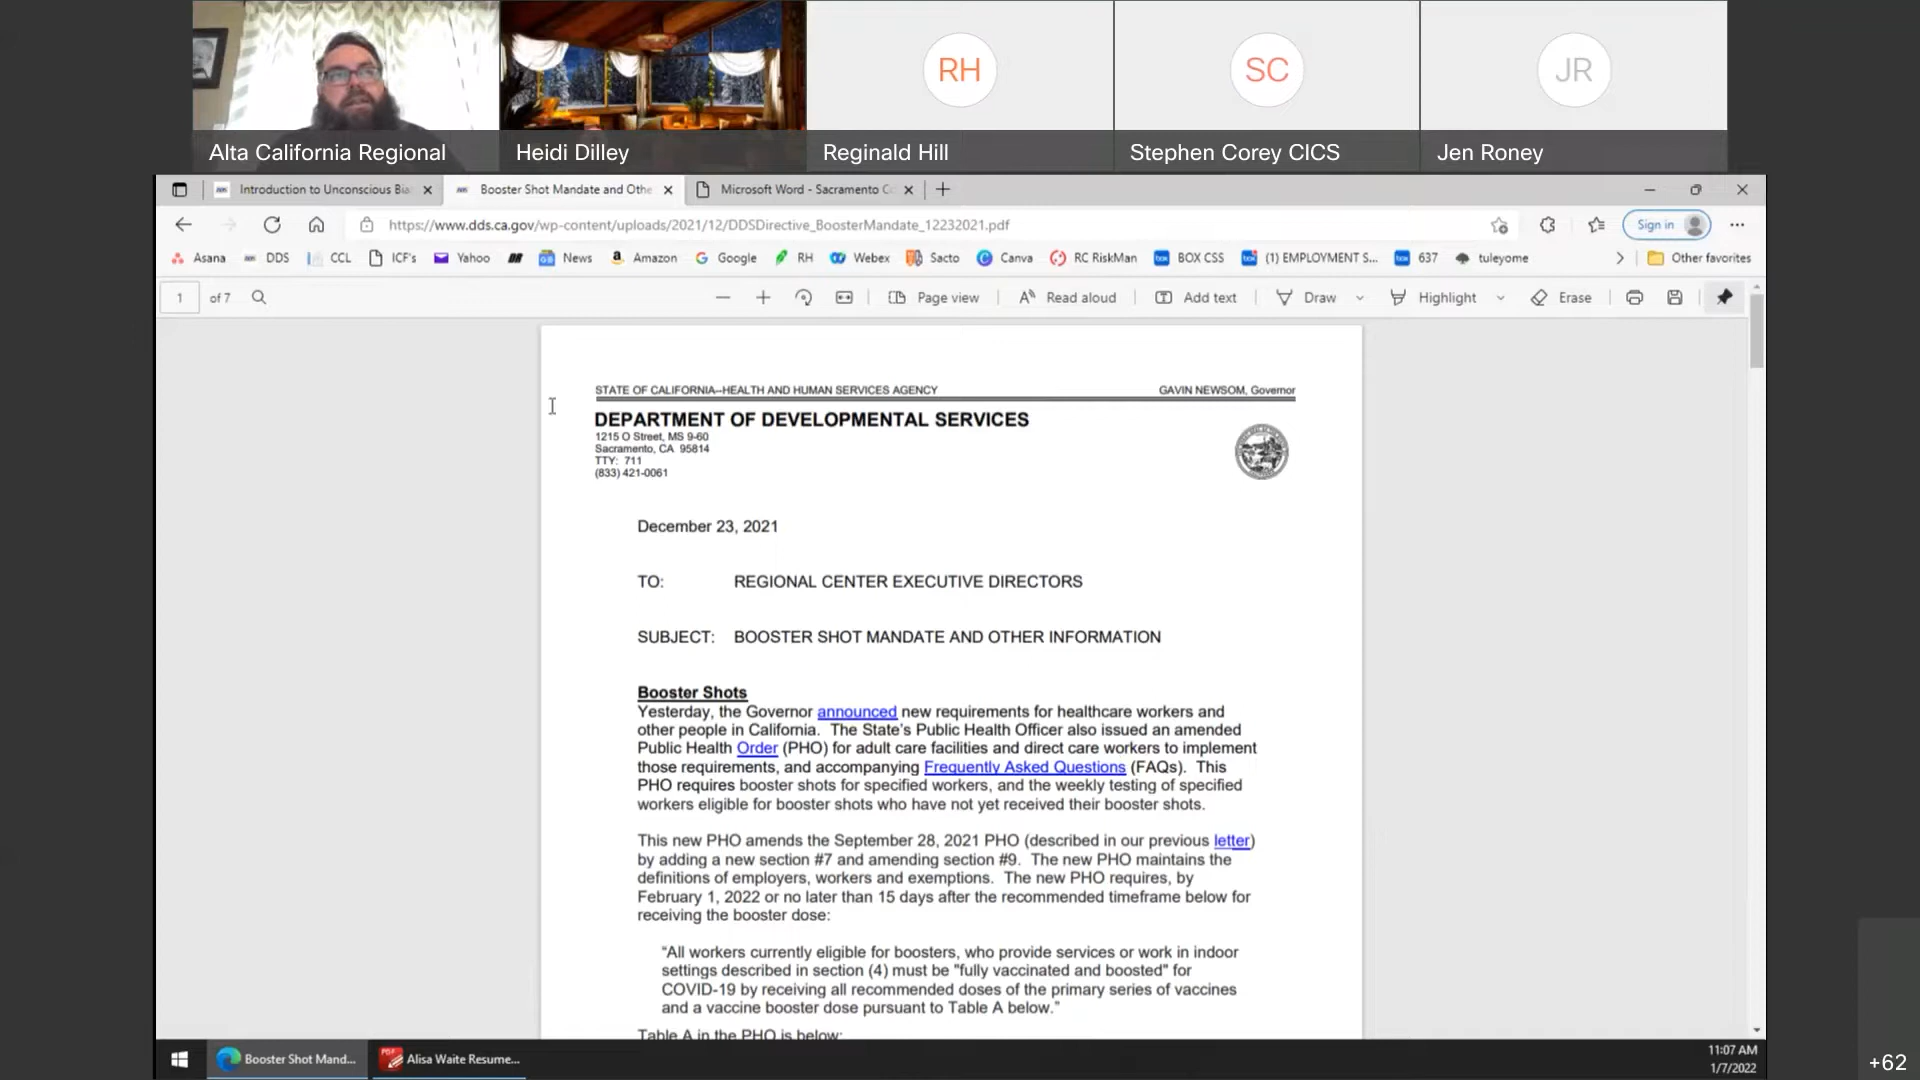 RH
SC
JR
Alta California Regional
Heidi Dilley
Reginald Hill
Stephen Corey CICS
Jen Roney
Introduction to Unconscious Bia
Booster Shot Mandate and Othe
Microsoft Word - Sacramento Co
https://www.dds.ca.gov/wp-content/uploads/2021/12/DDSDirective_BoosterMandate_12232021.pdf
Sign in
Asana
DDS
CCL
ICF's
Yahoo
News
Amazon
Google
RH
Webex
Sacto
Canva
RC RiskMan
BOX CSS
(1) EMPLOYMENT S...
637
tuleyome
Other favorites
1 of 7
Page view
Read aloud
Add text
Draw
Highlight
Erase
STATE OF CALIFORNIA--HEALTH AND HUMAN SERVICES AGENCY
GAVIN NEWSOM, Governor
DEPARTMENT OF DEVELOPMENTAL SERVICES
1215 O Street, MS 9-60
Sacramento, CA 95814
TTY: 711
(833) 421-0061
December 23, 2021
TO: REGIONAL CENTER EXECUTIVE DIRECTORS
SUBJECT: BOOSTER SHOT MANDATE AND OTHER INFORMATION
Booster Shots
Yesterday, the Governor announced new requirements for healthcare workers and
other people in California. The State's Public Health Officer also issued an amended
Public Health Order (PHO) for adult care facilities and direct care workers to implement
those requirements, and accompanying Frequently Asked Questions (FAQs). This
PHO requires booster shots for specified workers, and the weekly testing of specified
workers eligible for booster shots who have not yet received their booster shots.
This new PHO amends the September 28, 2021 PHO (described in our previous letter)
by adding a new section #7 and amending section #9. The new PHO maintains the
definitions of employers, workers and exemptions. The new PHO requires, by
February 1, 2022 or no later than 15 days after the recommended timeframe below for
receiving the booster dose:
"All workers currently eligible for boosters, who provide services or work in indoor
settings described in section (4) must be "fully vaccinated and boosted" for
COVID-19 by receiving all recommended doses of the primary series of vaccines
and a vaccine booster dose pursuant to Table A below."
Table A in the PHO is below:
Booster Shot Mand...
Alisa Waite Resume...
11:07 AM
1/7/2022
+62